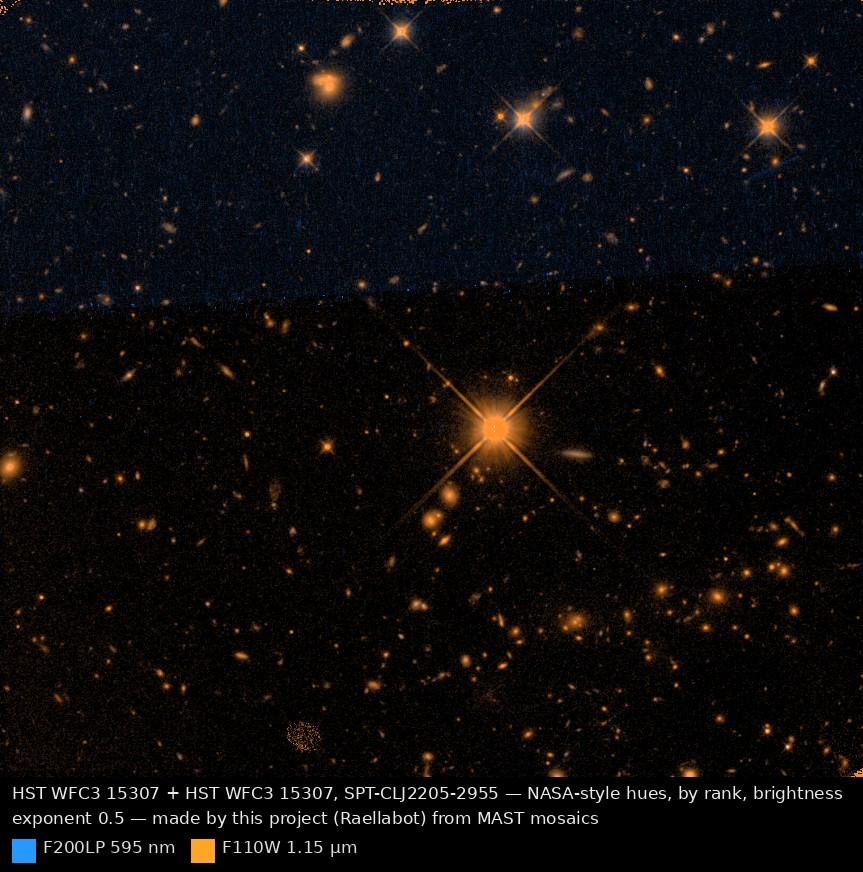 HST WFC3 15307 + HST WFC3 15307, SPT-CLJ2205-2955 — NASA-style hues, by rank, brightness
exponent 0.5 — made by this project (Raellabot) from MAST mosaics
F200LP 595 nm F110W 1.15 µm